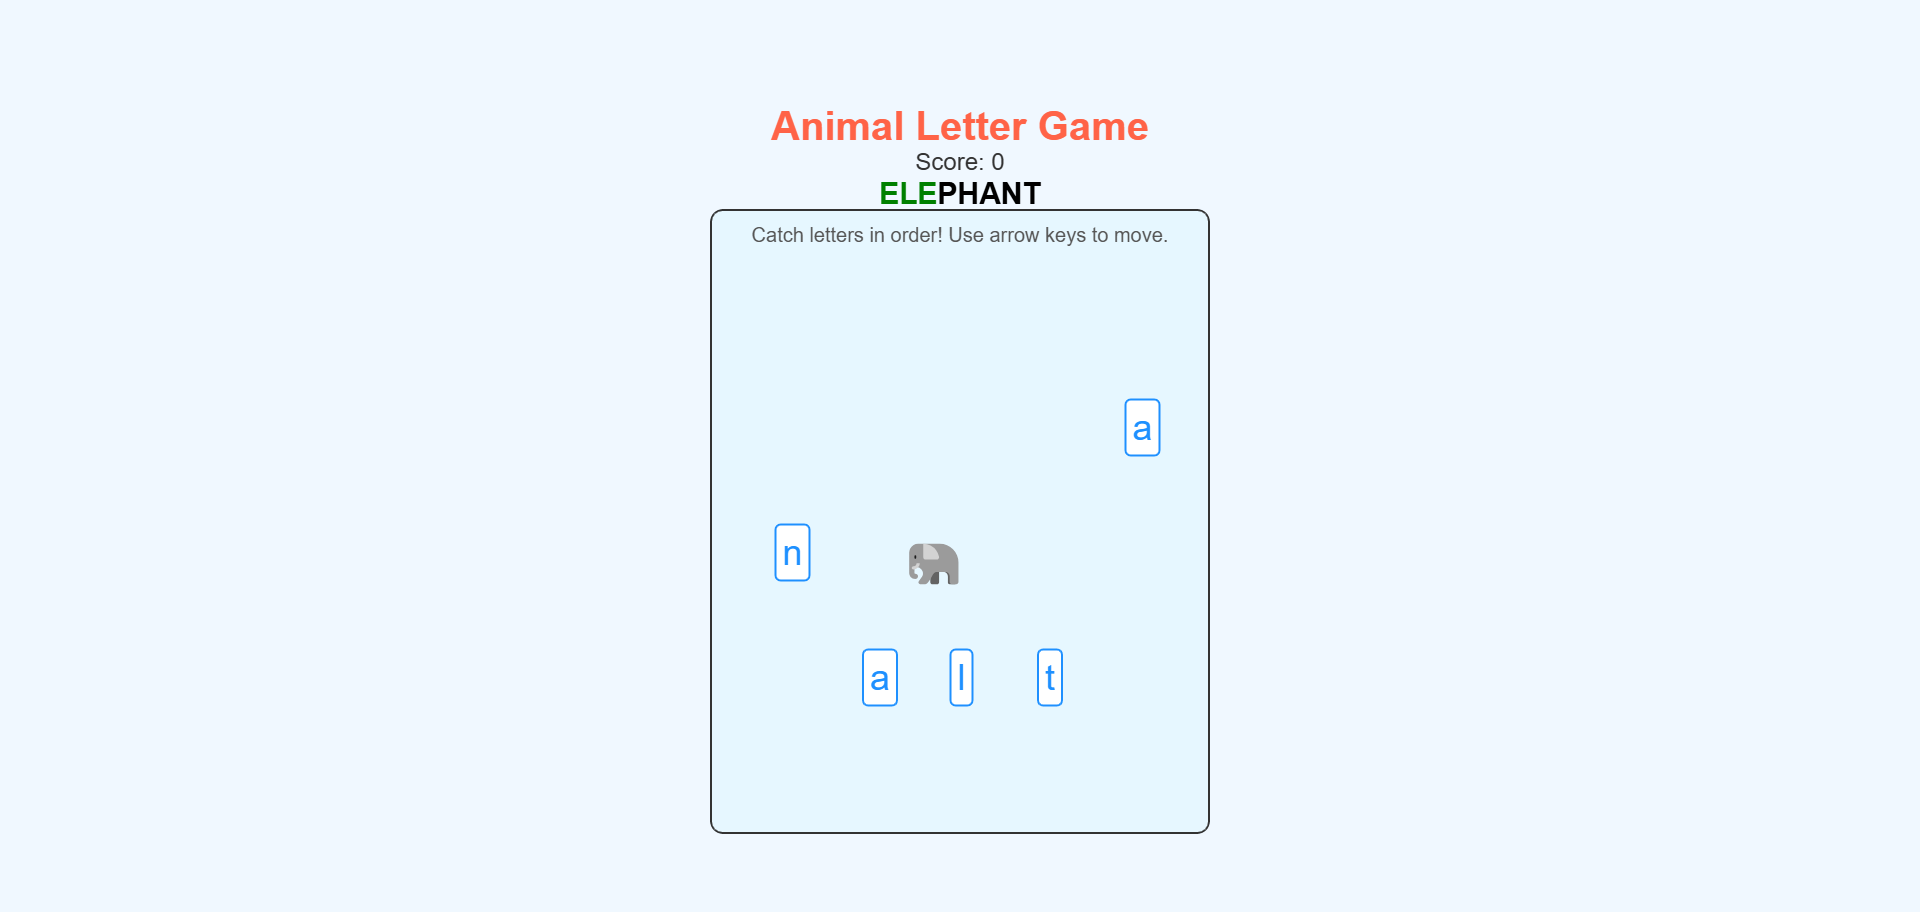 Animal Letter Game
Score: 0
ELEPHANT
Catch letters in order! Use arrow keys to move.
a
n
a l t